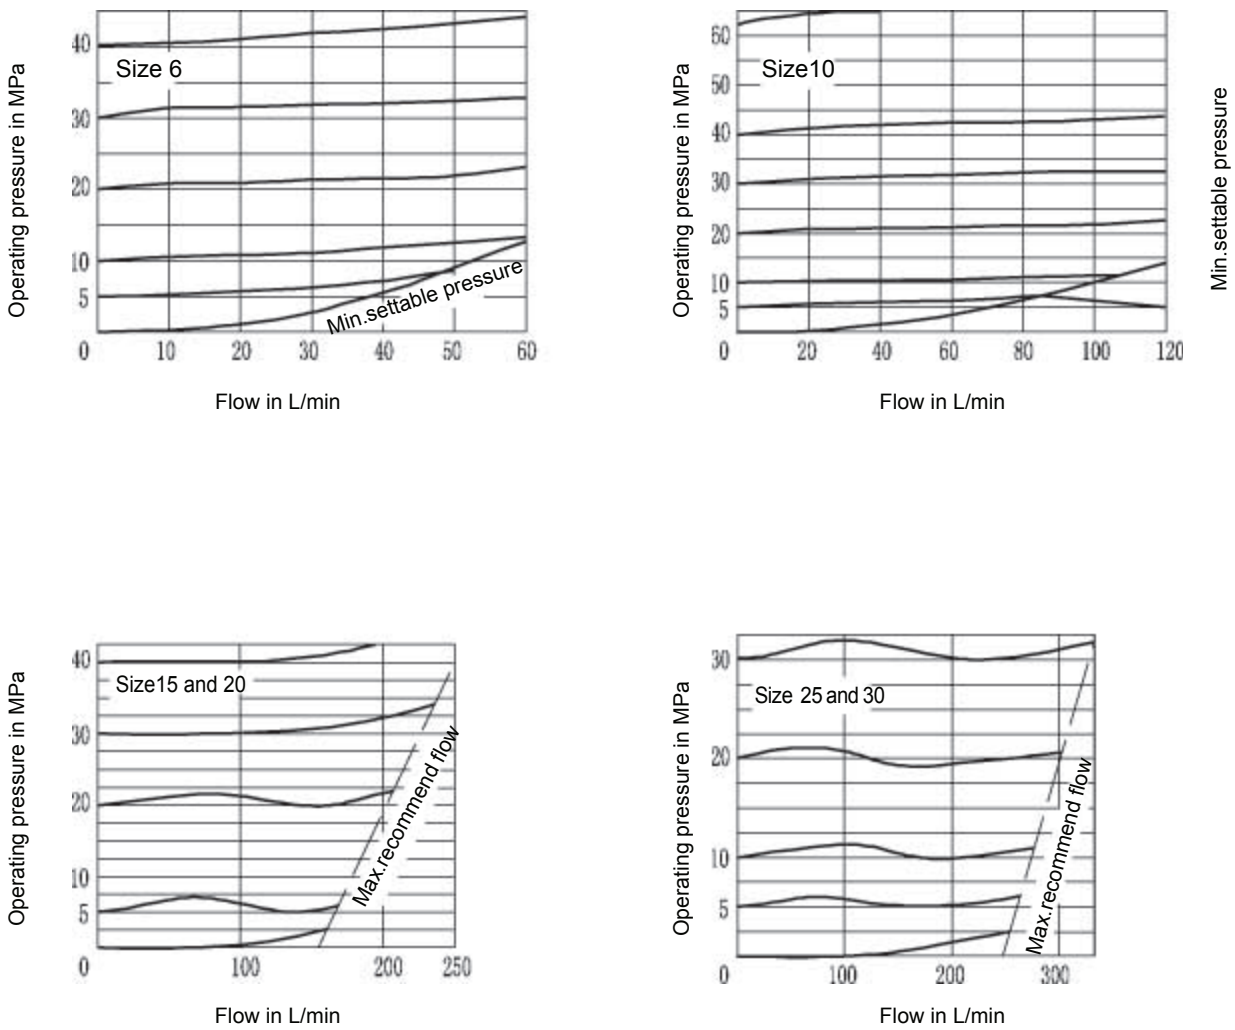 Operating pressure in MPa
40
30
20
10
5
0 10 20 30 40 50 60
Size 6
Min.settable pressure
Flow in L/min
Operating pressure in MPa
60
50
40
30
20
10
5
0 20 40 60 80 100 120
Size10
Min.settable pressure
Flow in L/min
Operating pressure in MPa
40
30
20
10
5
0 100 200 250
Size15 and 20
Max.recommend flow
Flow in L/min
Operating pressure in MPa
30
20
10
5
0 100 200 300
Size 25 and 30
Max.recommend flow
Flow in L/min